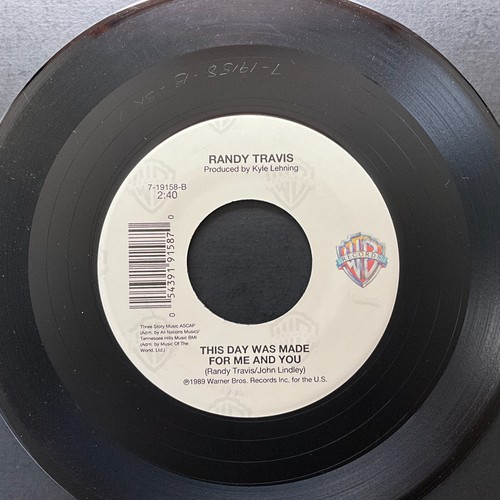 7-19158-B-SR 1
RANDY TRAVIS
Produced by Kyle Lehning
7-19158-B
2:40
0 54391 91587 0
WB
RECORDS
Three Story Music ASCAP
(Adm. by All Nations Music)/
Tennessee Hills Music BMI
(Adm. by Music Of The
World, Ltd.)
THIS DAY WAS MADE
FOR ME AND YOU
(Randy Travis/John Lindley)
℗1989 Warner Bros. Records Inc. for the U.S.